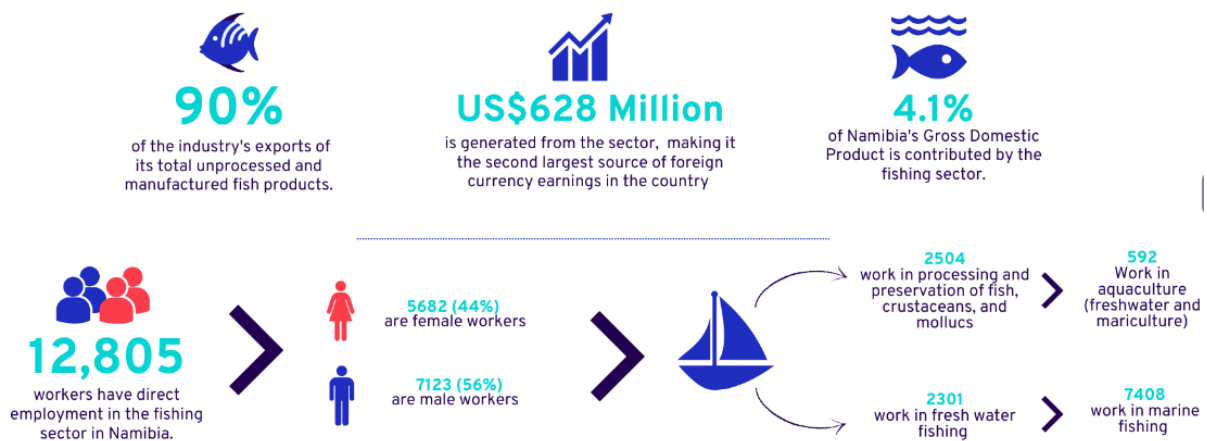 90%
of the industry's exports of
its total unprocessed and
manufactured fish products.
US$628 Million
is generated from the sector, making it
the second largest source of foreign
currency earnings in the country
4.1%
of Namibia's Gross Domestic
Product is contributed by the
fishing sector.
12,805
workers have direct
employment in the fishing
sector in Namibia.
5682 (44%)
are female workers
7123 (56%)
are male workers
2504
work in processing and
preservation of fish,
crustaceans, and
mollucs
592
Work in
aquaculture
(freshwater and
mariculture)
2301
work in fresh water
fishing
7408
work in marine
fishing